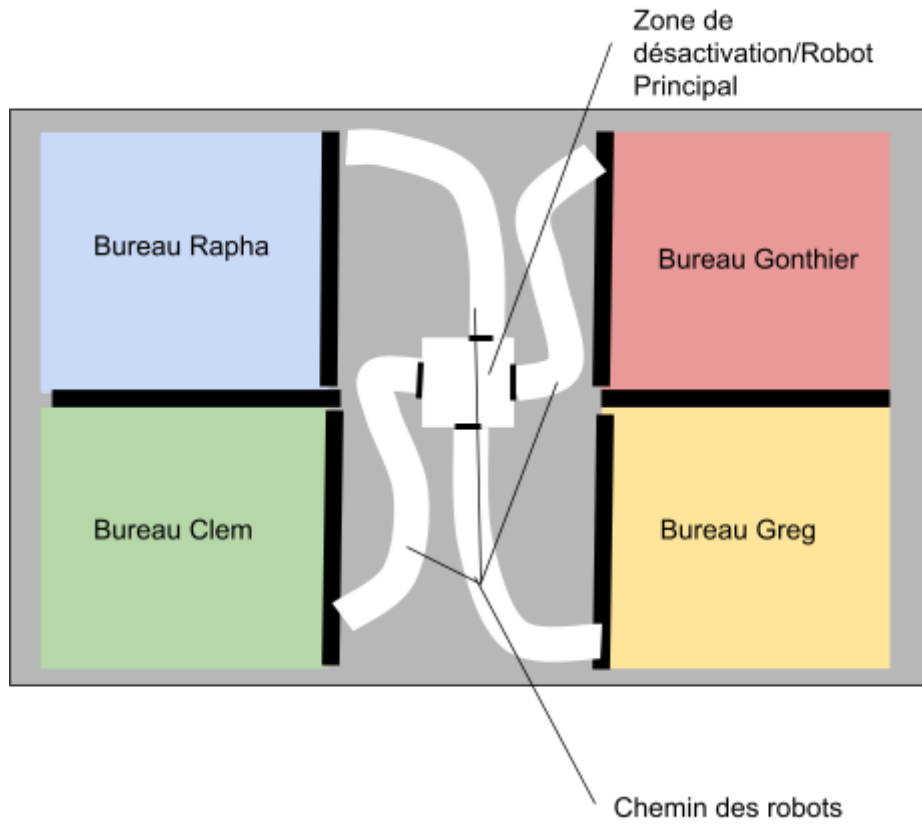 Zone de
désactivation/Robot
Principal
Bureau Rapha
Bureau Gonthier
Bureau Clem
Bureau Greg
Chemin des robots